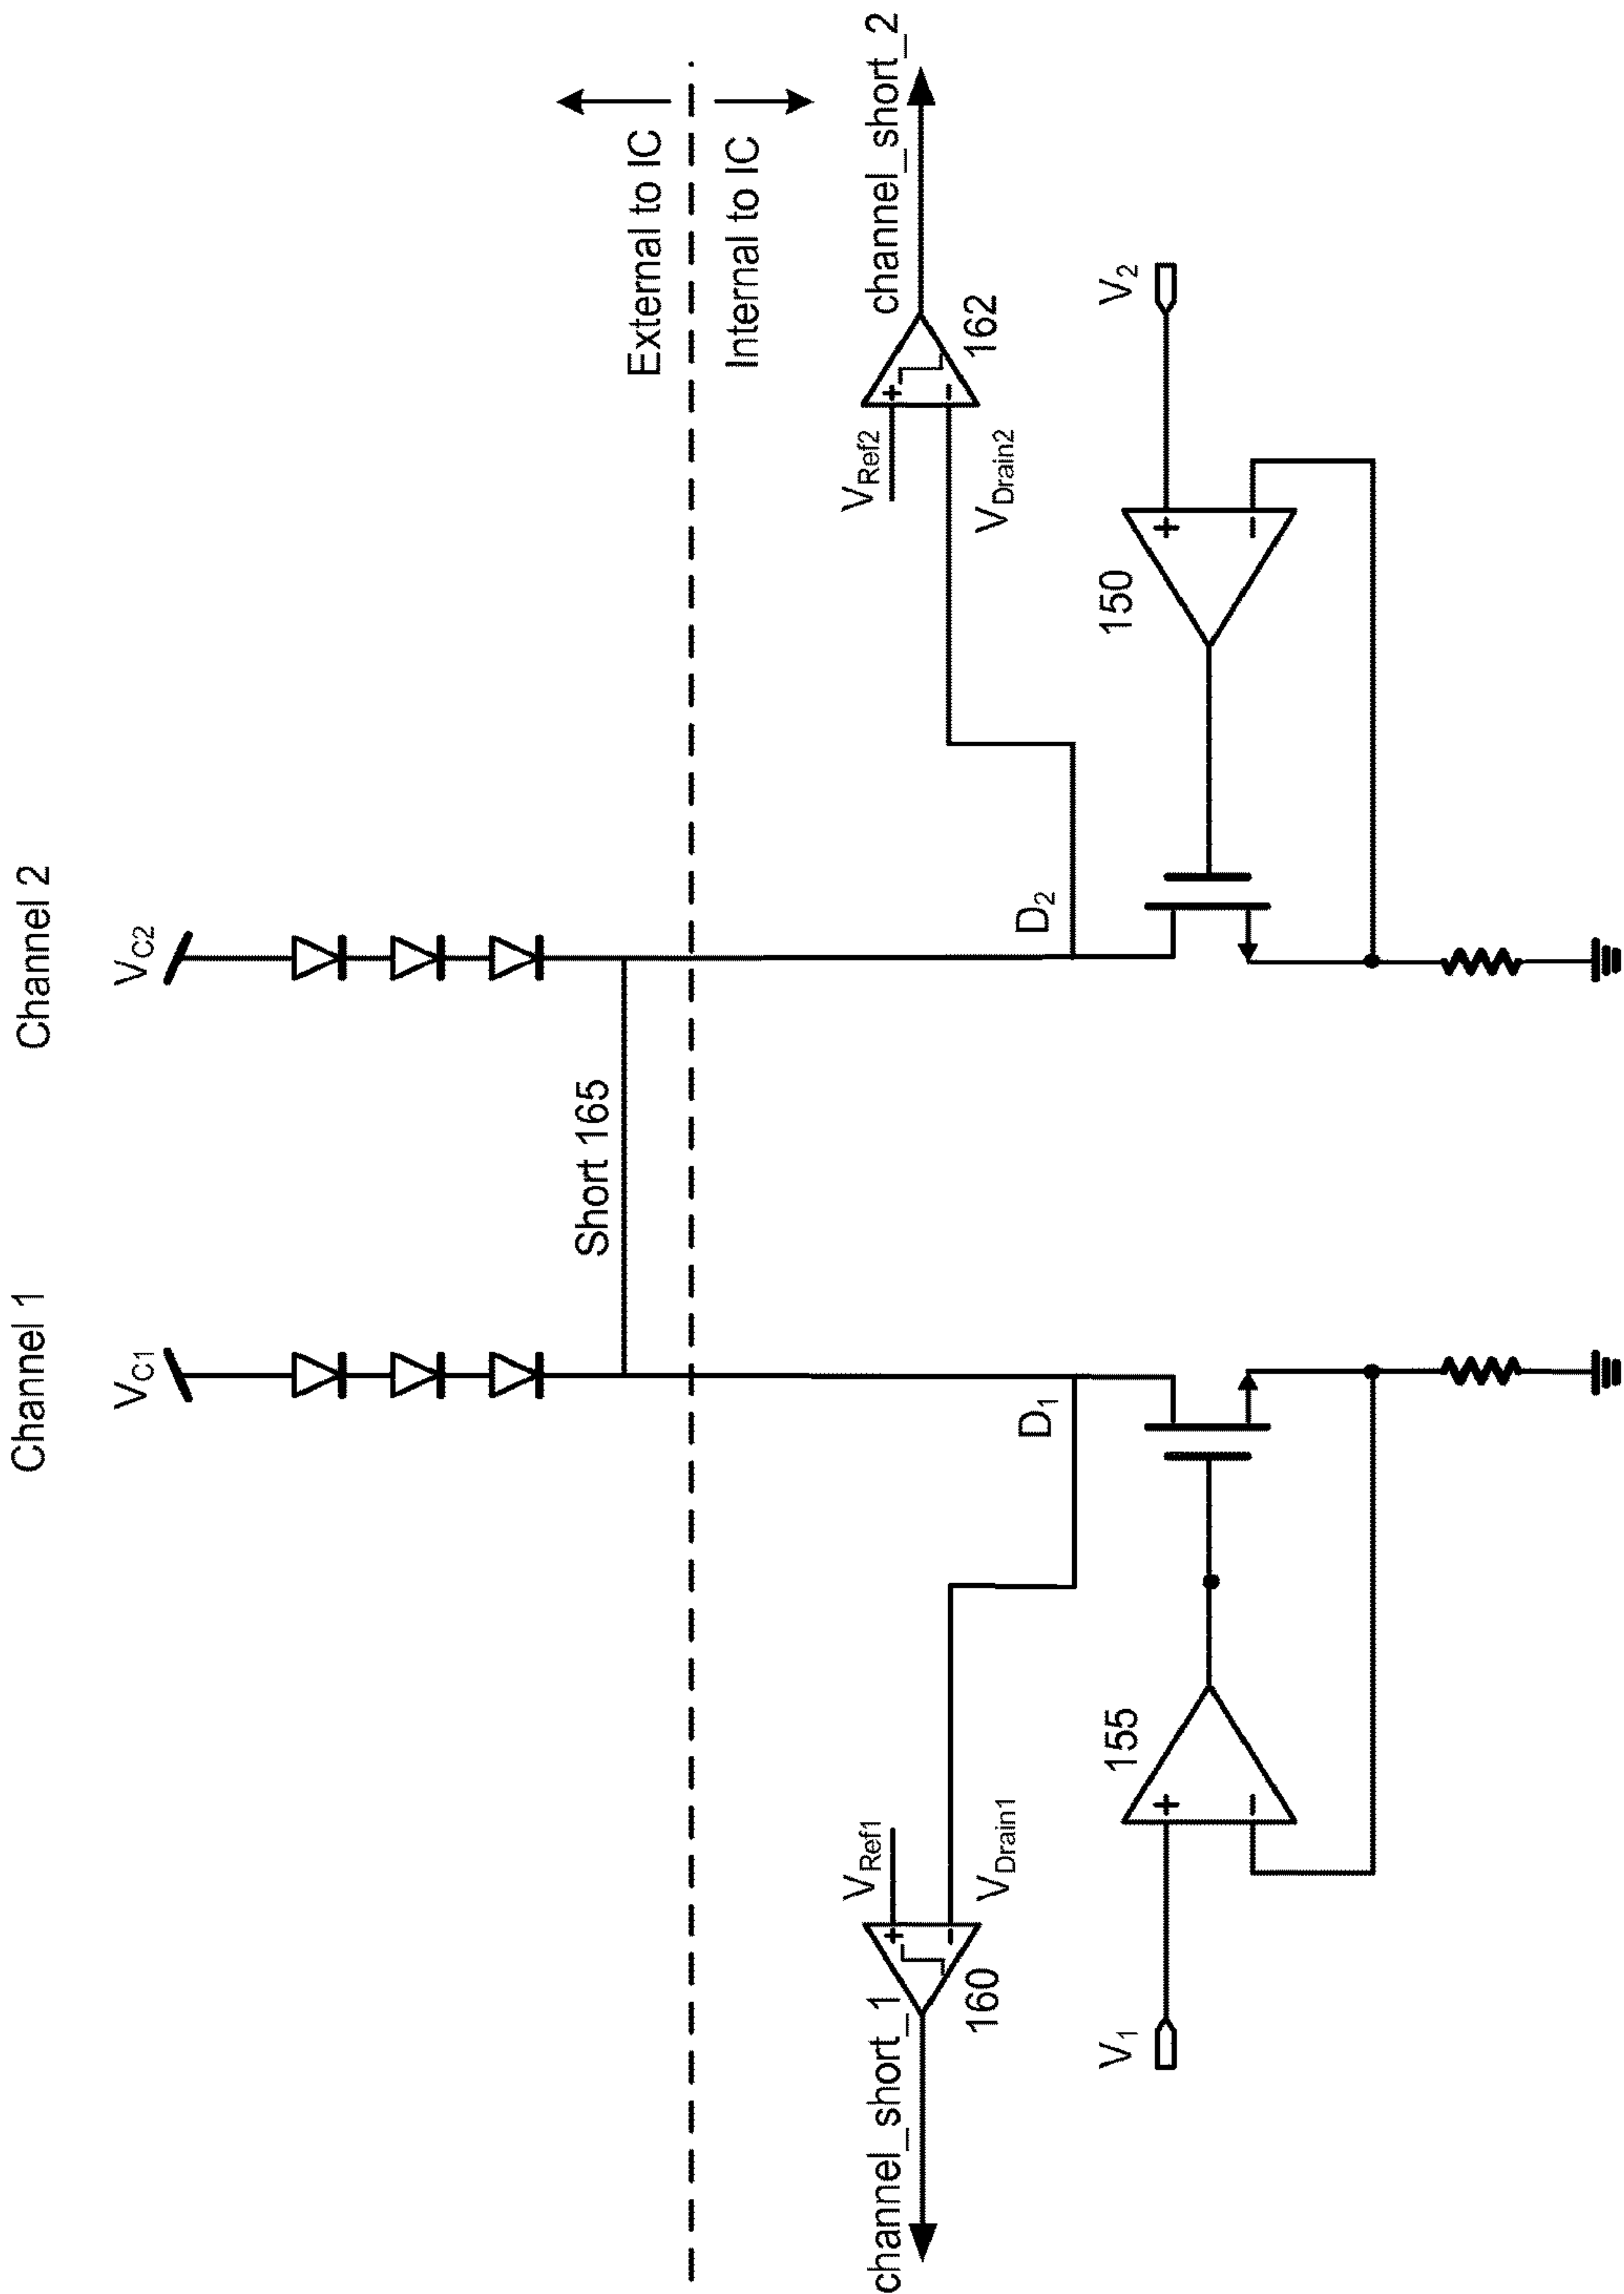 Channel 1
Channel 2
V_C1
V_C2
Short 165
External to IC
Internal to IC
channel_short_1
V_Ref1
V_Ref2
channel_short_2
+
−
+
−
160
V_Drain1
V_Drain2
162
D_1
D_2
V_1
155
150
V_2
+
−
+
−